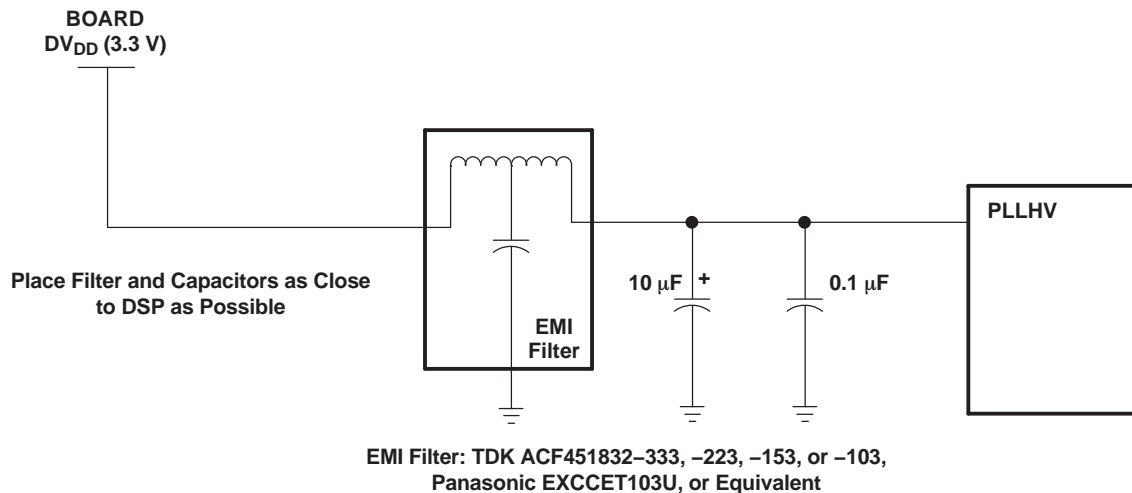 BOARD
DVDD (3.3 V)
PLLHV
Place Filter and Capacitors as Close
to DSP as Possible
10 μF +
0.1 μF
EMI
Filter
EMI Filter: TDK ACF451832−333, −223, −153, or −103,
Panasonic EXCCET103U, or Equivalent